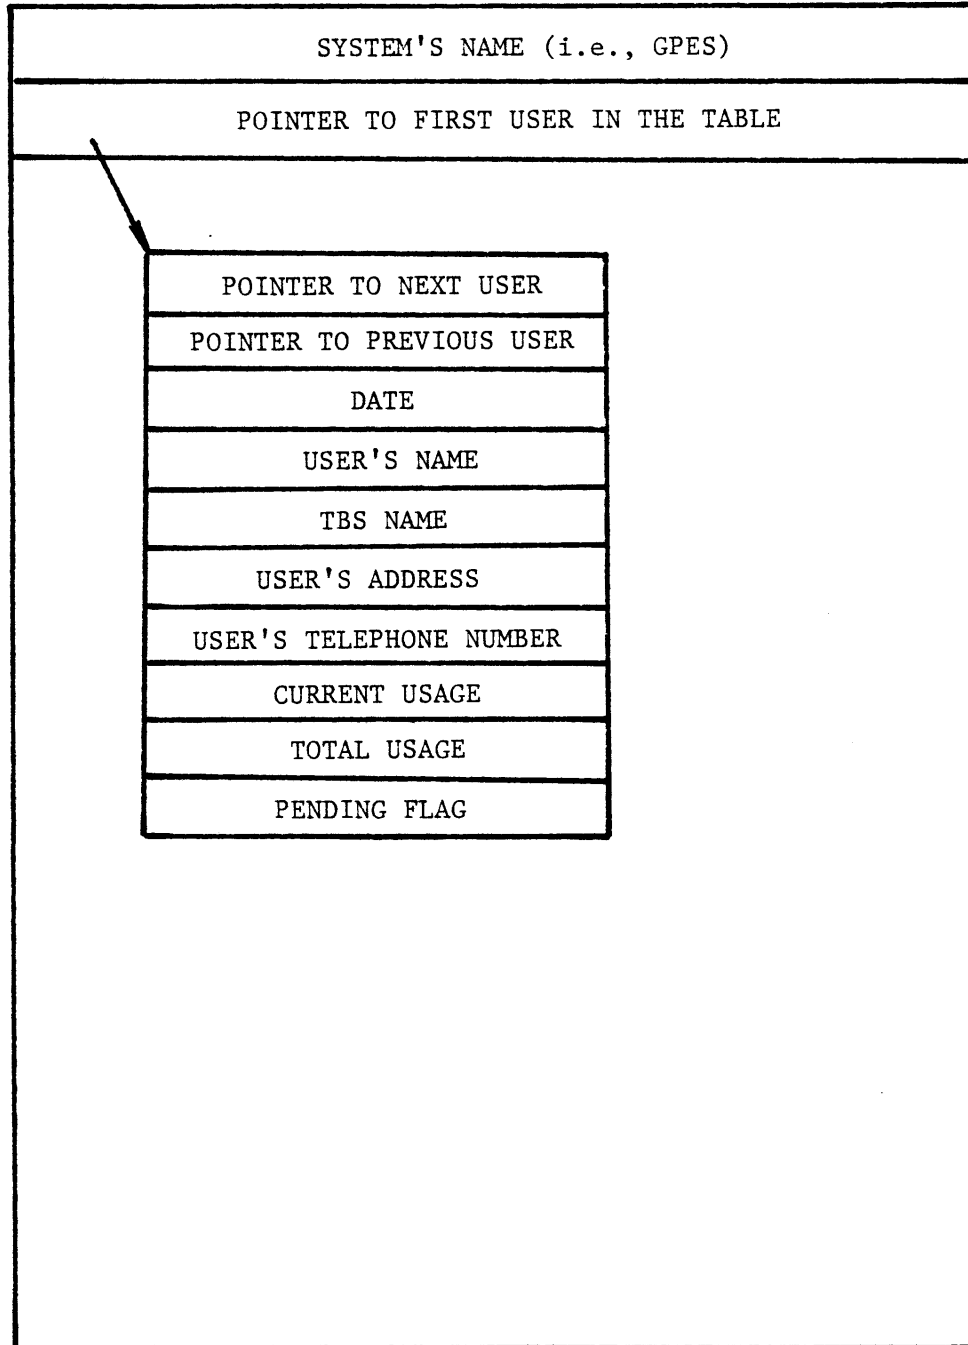 SYSTEM'S NAME (i.e., GPES)
POINTER TO FIRST USER IN THE TABLE
POINTER TO NEXT USER
POINTER TO PREVIOUS USER
DATE
USER'S NAME
TBS NAME
USER'S ADDRESS
USER'S TELEPHONE NUMBER
CURRENT USAGE
TOTAL USAGE
PENDING FLAG